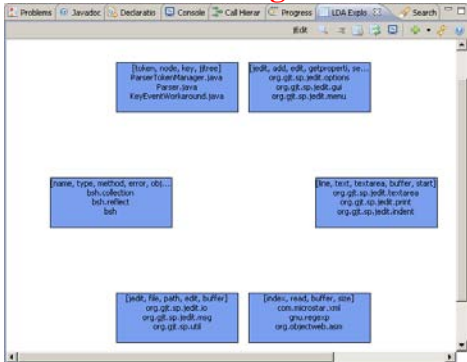 Problems Javadoc Declaratio Console Call Hierar Progress LDA Explo Search
jEdit
[token, node, key, jjtree]
ParserTokenManager.java
Parser.java
KeyEventWorkaround.java
[jedit, add, edit, getproperti, se...
org.gjt.sp.jedit.options
org.gjt.sp.jedit.gui
org.gjt.sp.jedit.menu
[name, type, method, error, obj...
bsh.collection
bsh.reflect
bsh
[line, text, textarea, buffer, start]
org.gjt.sp.jedit.textarea
org.gjt.sp.jedit.print
org.gjt.sp.jedit.indent
[jedit, file, path, edit, buffer]
org.gjt.sp.jedit.io
org.gjt.sp.jedit.msg
org.gjt.sp.util
[index, read, buffer, size]
com.microstar.xml
gnu.regexp
org.objectweb.asm